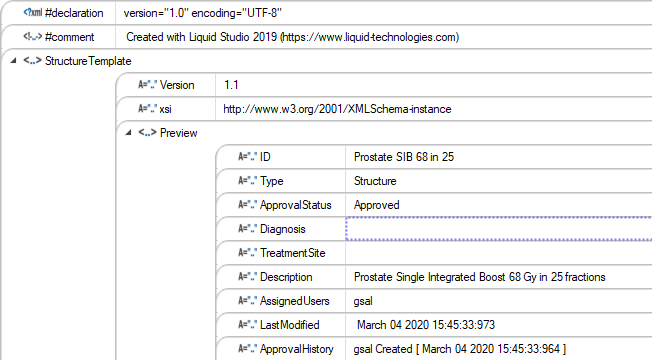 <?xml #declaration version="1.0" encoding="UTF-8"
<!-..> #comment Created with Liquid Studio 2019 (https://www.liquid-technologies.com)
<..> StructureTemplate
A=".." Version 1.1
A=".." xsi http://www.w3.org/2001/XMLSchema-instance
<..> Preview
A=".." ID Prostate SIB 68 in 25
A=".." Type Structure
A=".." ApprovalStatus Approved
A=".." Diagnosis
A=".." TreatmentSite
A=".." Description Prostate Single Integrated Boost 68 Gy in 25 fractions
A=".." AssignedUsers gsal
A=".." LastModified March 04 2020 15:45:33:973
A=".." ApprovalHistory gsal Created [ March 04 2020 15:45:33:964 ]